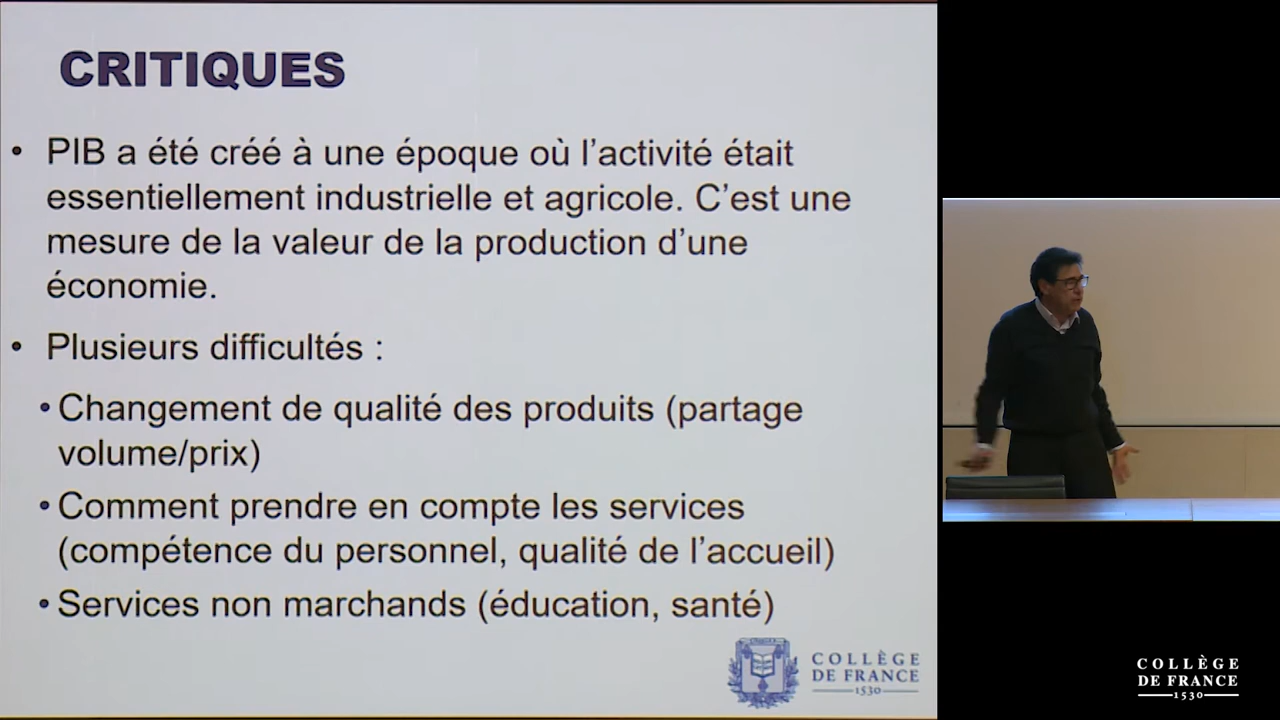 CRITIQUES
• PIB a été créé à une époque où l’activité était
essentiellement industrielle et agricole. C’est une
mesure de la valeur de la production d’une
économie.
• Plusieurs difficultés :
• Changement de qualité des produits (partage
volume/prix)
• Comment prendre en compte les services
(compétence du personnel, qualité de l’accueil)
• Services non marchands (éducation, santé)
COLLÈGE
DE FRANCE
1530
COLLÈGE
DE FRANCE
1530